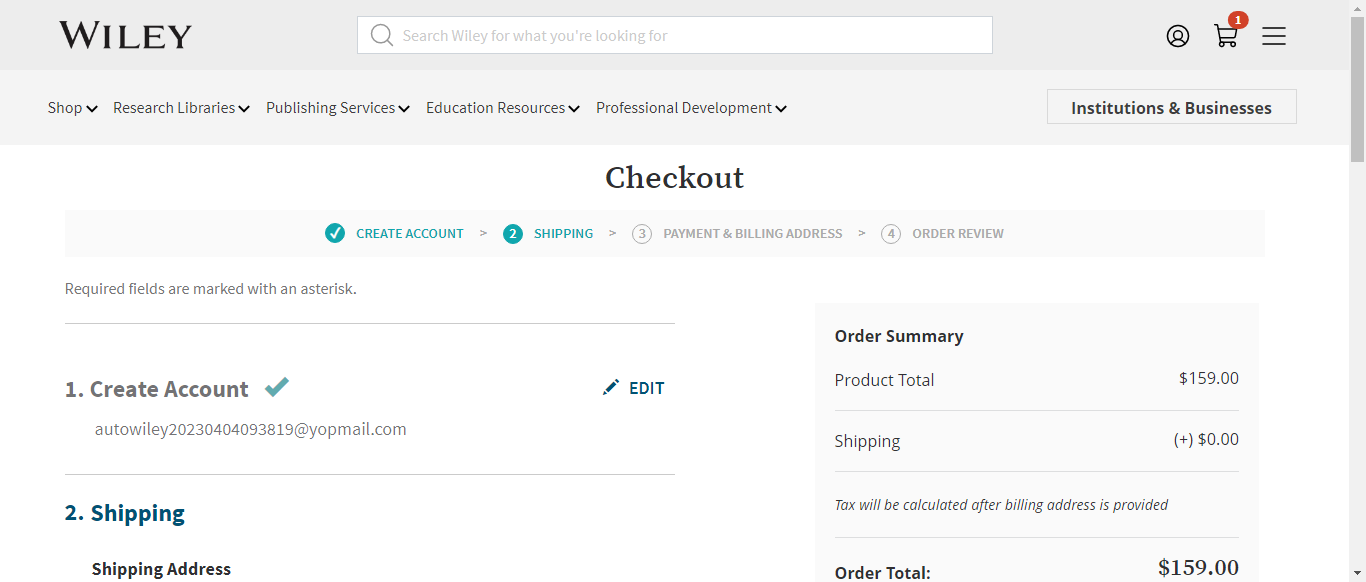 WILEY
Search Wiley for what you're looking for
1
Shop Research Libraries Publishing Services Education Resources Professional Development Institutions & Businesses
Checkout
CREATE ACCOUNT > 2 SHIPPING > 3 PAYMENT & BILLING ADDRESS > 4 ORDER REVIEW
Required fields are marked with an asterisk.
1. Create Account
EDIT
autowiley20230404093819@yopmail.com
2. Shipping
Shipping Address
Order Summary
Product Total $159.00
Shipping (+) $0.00
Tax will be calculated after billing address is provided
Order Total: $159.00